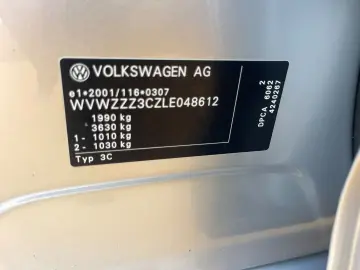 VOLKSWAGEN AG
e1*2001/116*0307
WVWZZZ3CZLE048612
1990 kg
3630 kg
1- 1010 kg
2- 1030 kg
Typ 3C
2
DPCA 6062
4240267